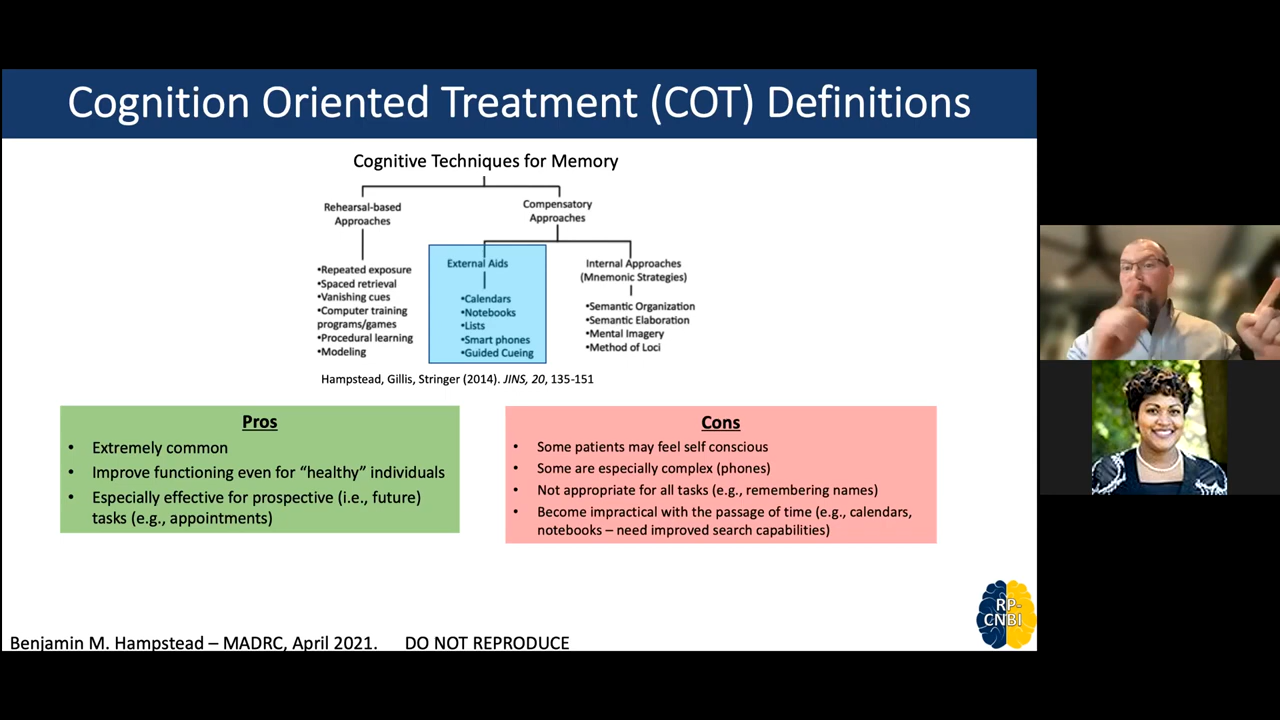 Cognition Oriented Treatment (COT) Definitions
Cognitive Techniques for Memory
Rehearsal-based
Approaches
•Repeated exposure
•Spaced retrieval
•Vanishing cues
•Computer training
programs/games
•Procedural learning
•Modeling
Compensatory
Approaches
External Aids
•Calendars
•Notebooks
•Lists
•Smart phones
•Guided Cueing
Internal Approaches
(Mnemonic Strategies)
•Semantic Organization
•Semantic Elaboration
•Mental Imagery
•Method of Loci
Hampstead, Gillis, Stringer (2014). JINS, 20, 135-151
Pros
• Extremely common
• Improve functioning even for “healthy” individuals
• Especially effective for prospective (i.e., future)
tasks (e.g., appointments)
Cons
• Some patients may feel self conscious
• Some are especially complex (phones)
• Not appropriate for all tasks (e.g., remembering names)
• Become impractical with the passage of time (e.g., calendars,
notebooks – need improved search capabilities)
RP-
CNBI
Benjamin M. Hampstead – MADRC, April 2021. DO NOT REPRODUCE